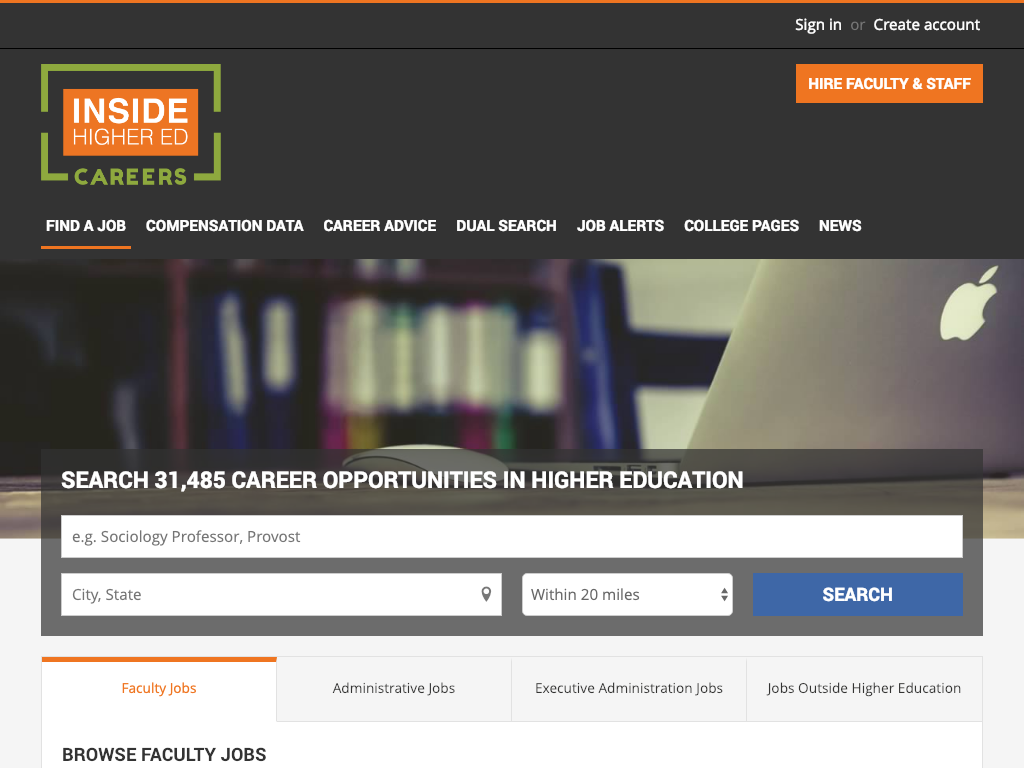 Sign in or Create account
HIRE FACULTY & STAFF
INSIDE
HIGHER ED
CAREERS
FIND A JOB COMPENSATION DATA CAREER ADVICE DUAL SEARCH JOB ALERTS COLLEGE PAGES NEWS
SEARCH 31,485 CAREER OPPORTUNITIES IN HIGHER EDUCATION
e.g. Sociology Professor, Provost
City, State
Within 20 miles
SEARCH
Faculty Jobs
Administrative Jobs
Executive Administration Jobs
Jobs Outside Higher Education
BROWSE FACULTY JOBS